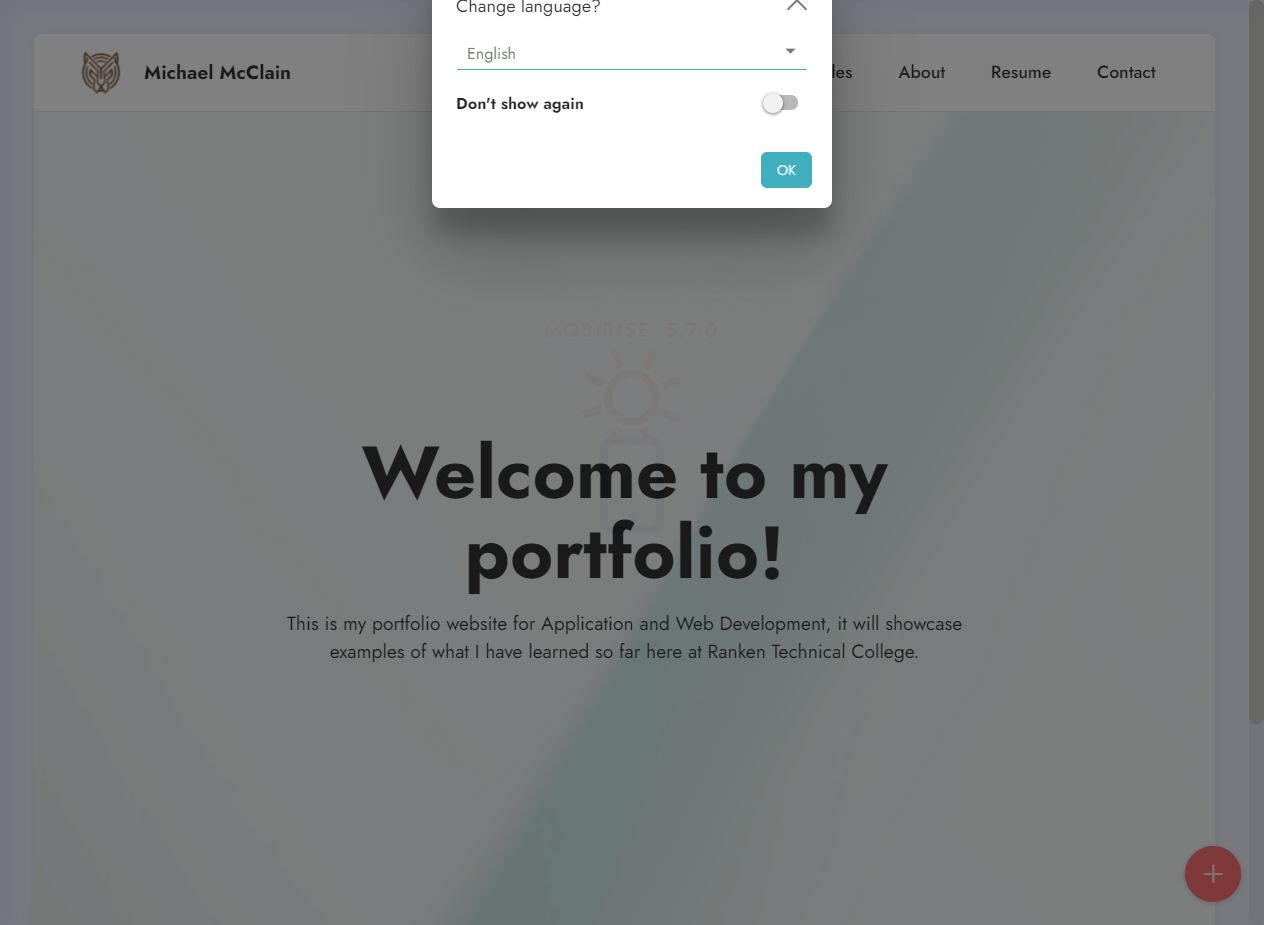 Change language?
English
Don't show again
OK
Michael McClain
About
Resume
Contact
MOBIRISE 5.7.0
Welcome to my
portfolio!
This is my portfolio website for Application and Web Development, it will showcase
examples of what I have learned so far here at Ranken Technical College.